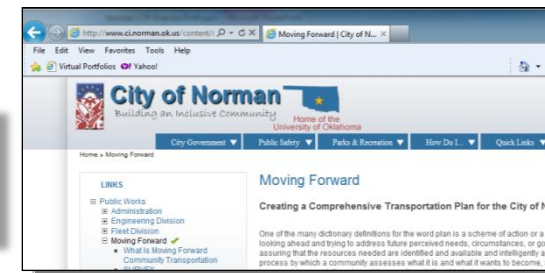 http://www.ci.norman.ok.us/content/
Moving Forward | City of N...
File Edit View Favorites Tools Help
Virtual Portfolios Yahoo!
City of Norman
Building an Inclusive Community
Home of the
University of Oklahoma
City Government Public Safety Parks & Recreation How Do I... Quick Links
Home » Moving Forward
LINKS
Public Works
Administration
Engineering Division
Fleet Division
Moving Forward
What Is Moving Forward
Community Transportation
SURVEY
Moving Forward
Creating a Comprehensive Transportation Plan for the City of N
One of the many dictionary definitions for the word plan is a scheme of action or a
looking ahead and trying to address future perceived needs, circumstances, or go
assuring that the resources needed are identified and available and intelligently a
process by which a community assesses what it is and what it wants to become,